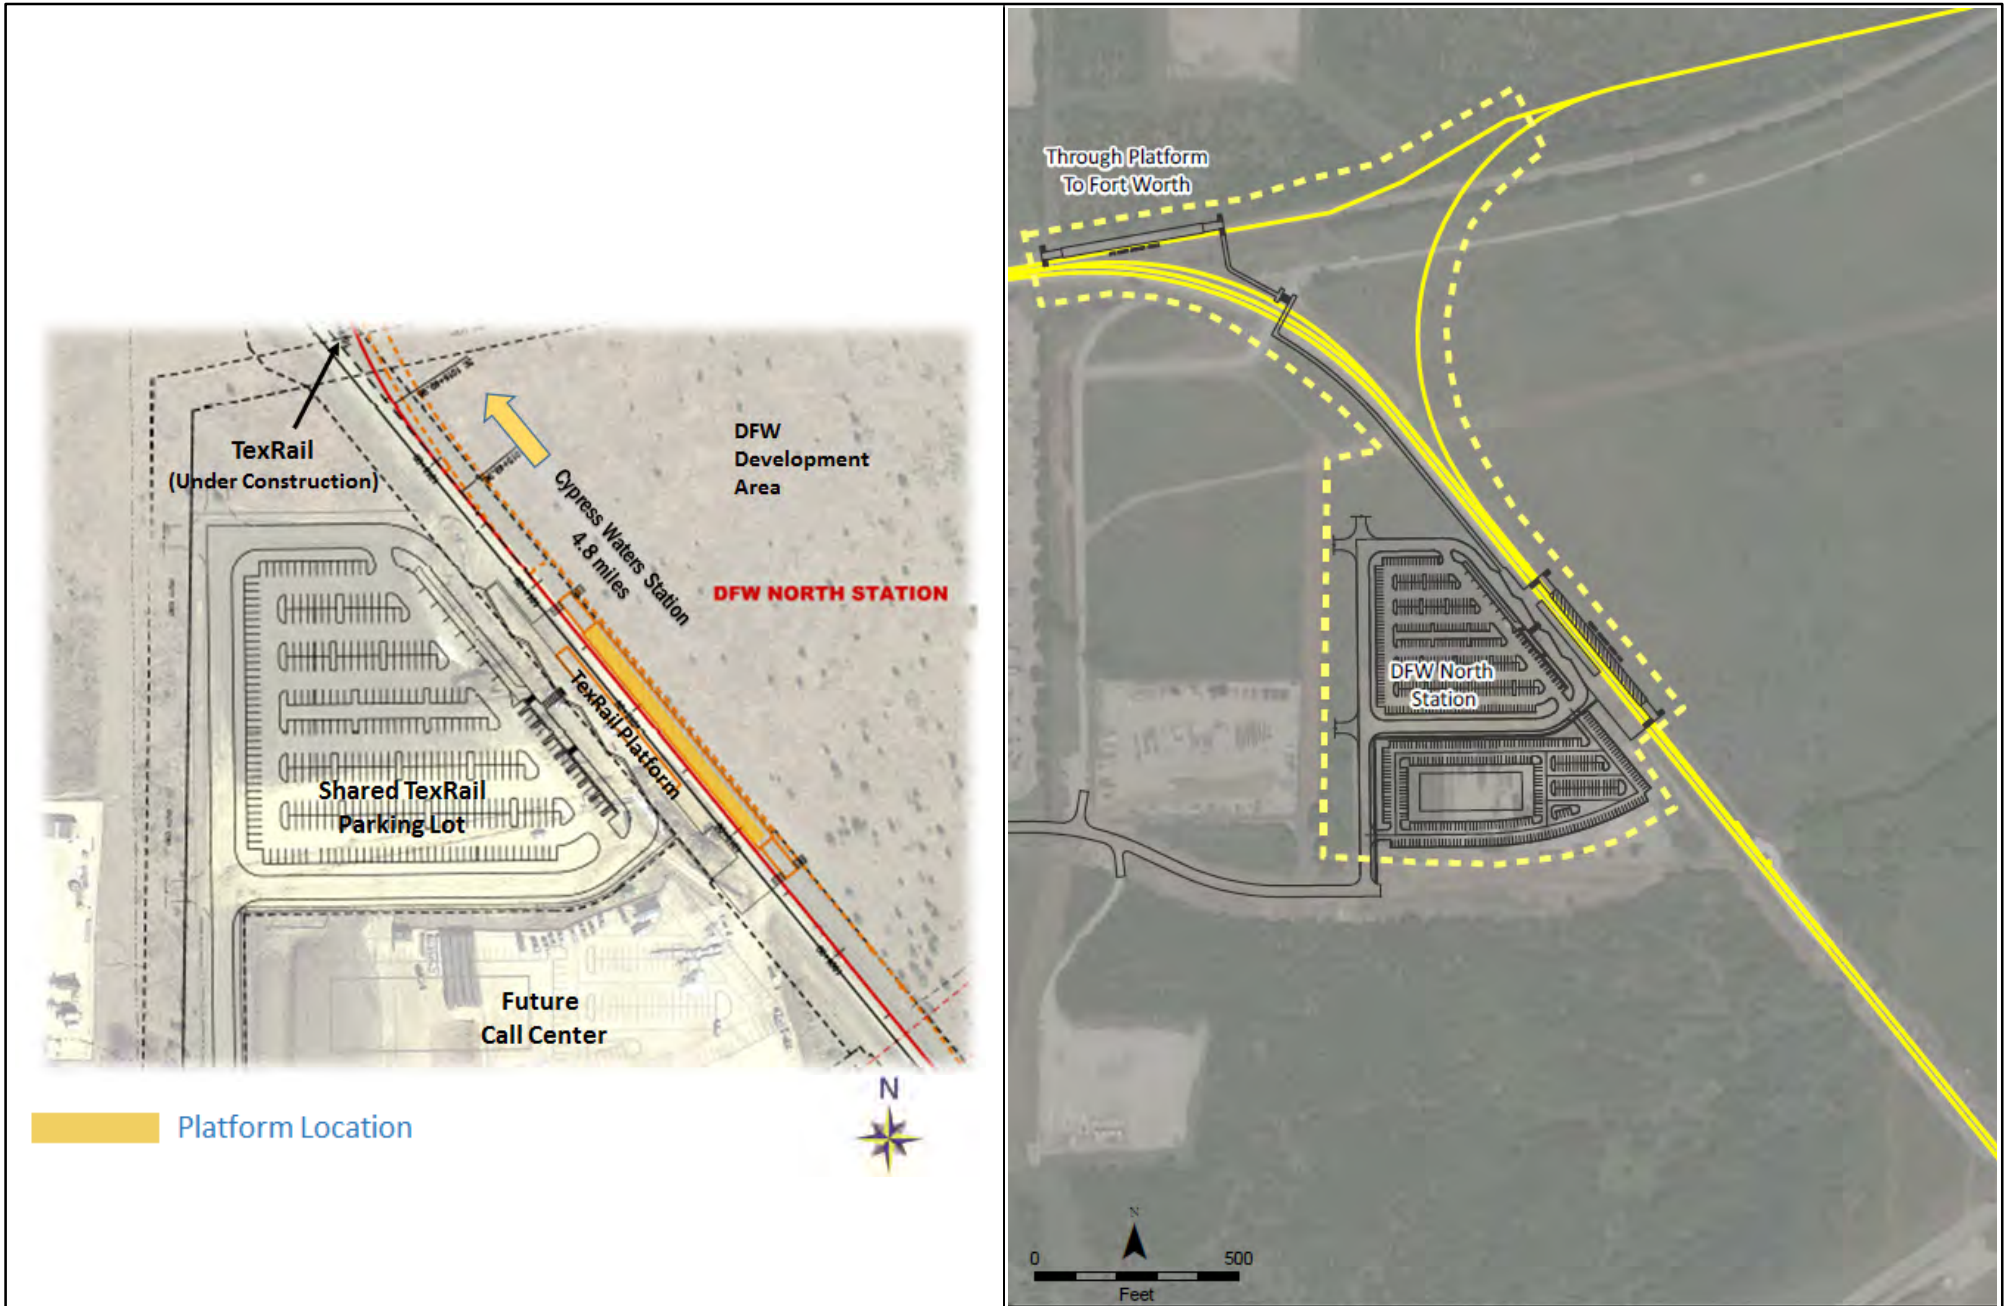 TexRail
(Under Construction)
DFW
Development
Area
Cypress Waters Station
4.8 miles
DFW NORTH STATION
TexRail Platform
Shared TexRail
Parking Lot
Future
Call Center
N
Platform Location
Through Platform
To Fort Worth
DFW North
Station
N
0 500
Feet